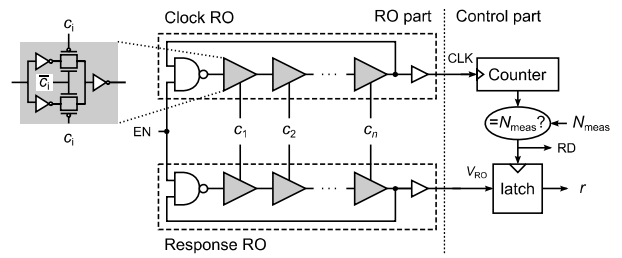 Clock RO
RO part
Control part
c_i
c̅_i
c_i
CLK
Counter
EN
c_1
c_2
c_n
=N_meas?
N_meas
RD
V_RO
latch
r
Response RO